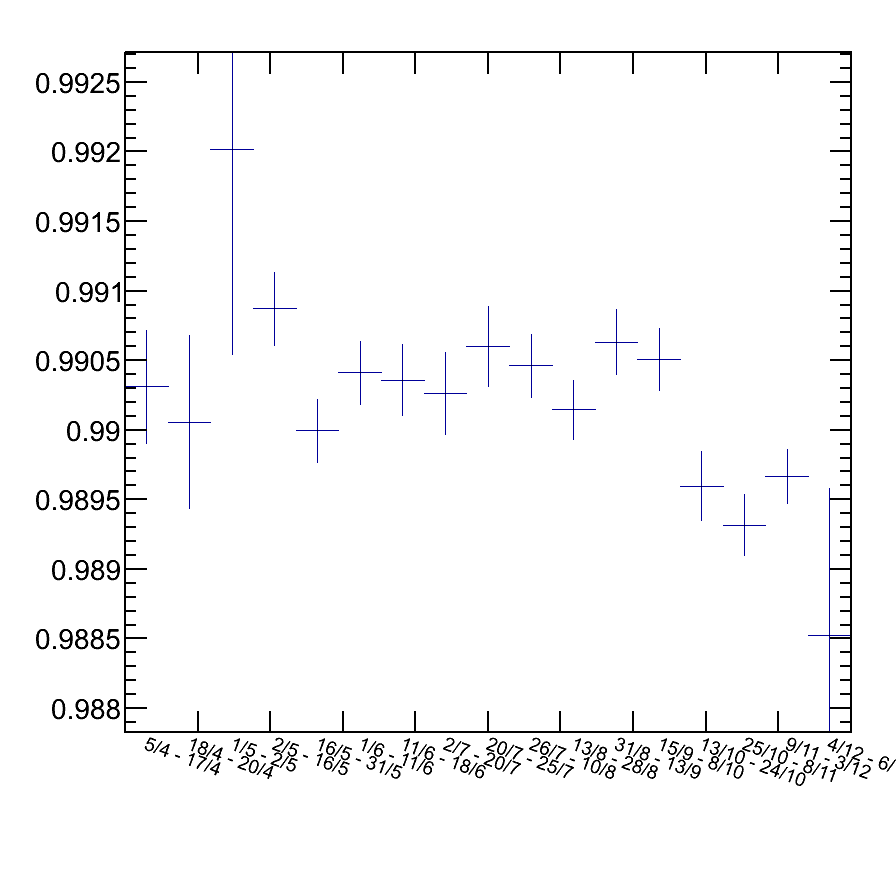 0.9925
0.992
0.9915
0.991
0.9905
0.99
0.9895
0.989
0.9885
0.988
5/4 - 17/4
18/4 - 20/4
1/5 - 2/5
2/5 - 16/5
16/5 - 31/5
1/6 - 11/6
11/6 - 18/6
2/7 - 20/7
20/7 - 25/7
26/7 - 10/8
13/8 - 28/8
31/8 - 13/9
15/9 - 8/10
13/10 - 24/10
25/10 - 8/11
9/11 - 3/12
4/12 - 6/